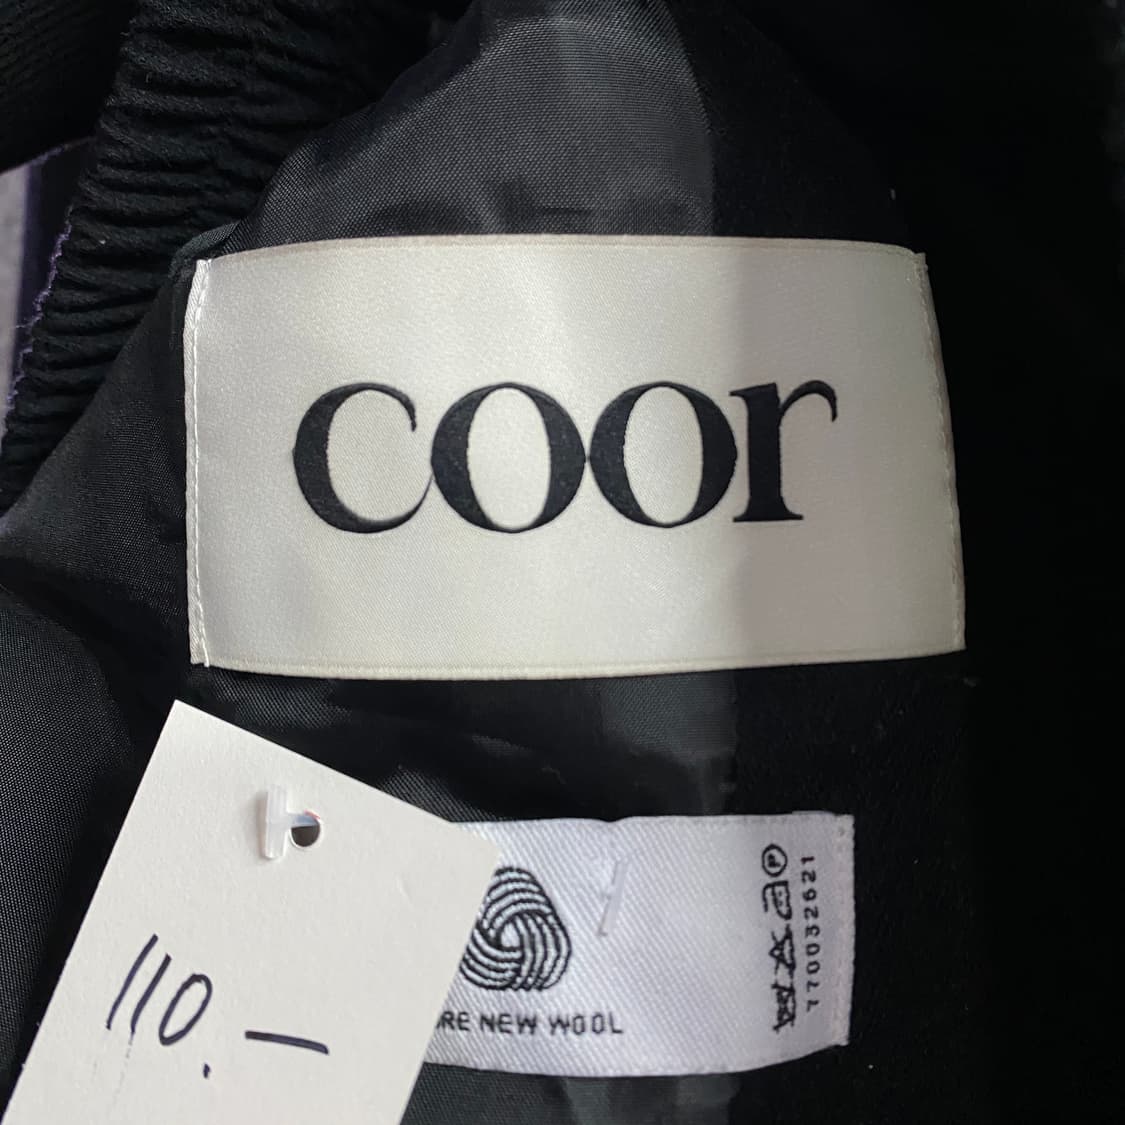 coor
110.-
RE NEW WOOL
P
770032621